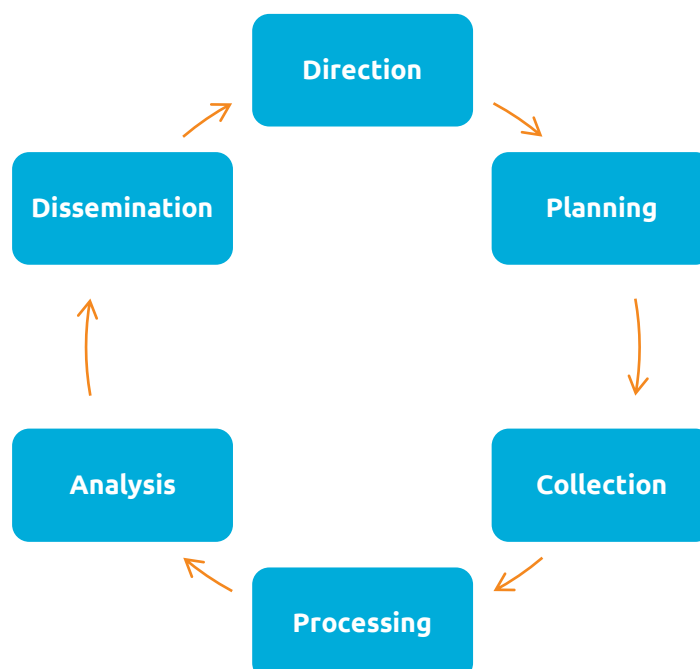 Direction
Planning
Collection
Processing
Analysis
Dissemination